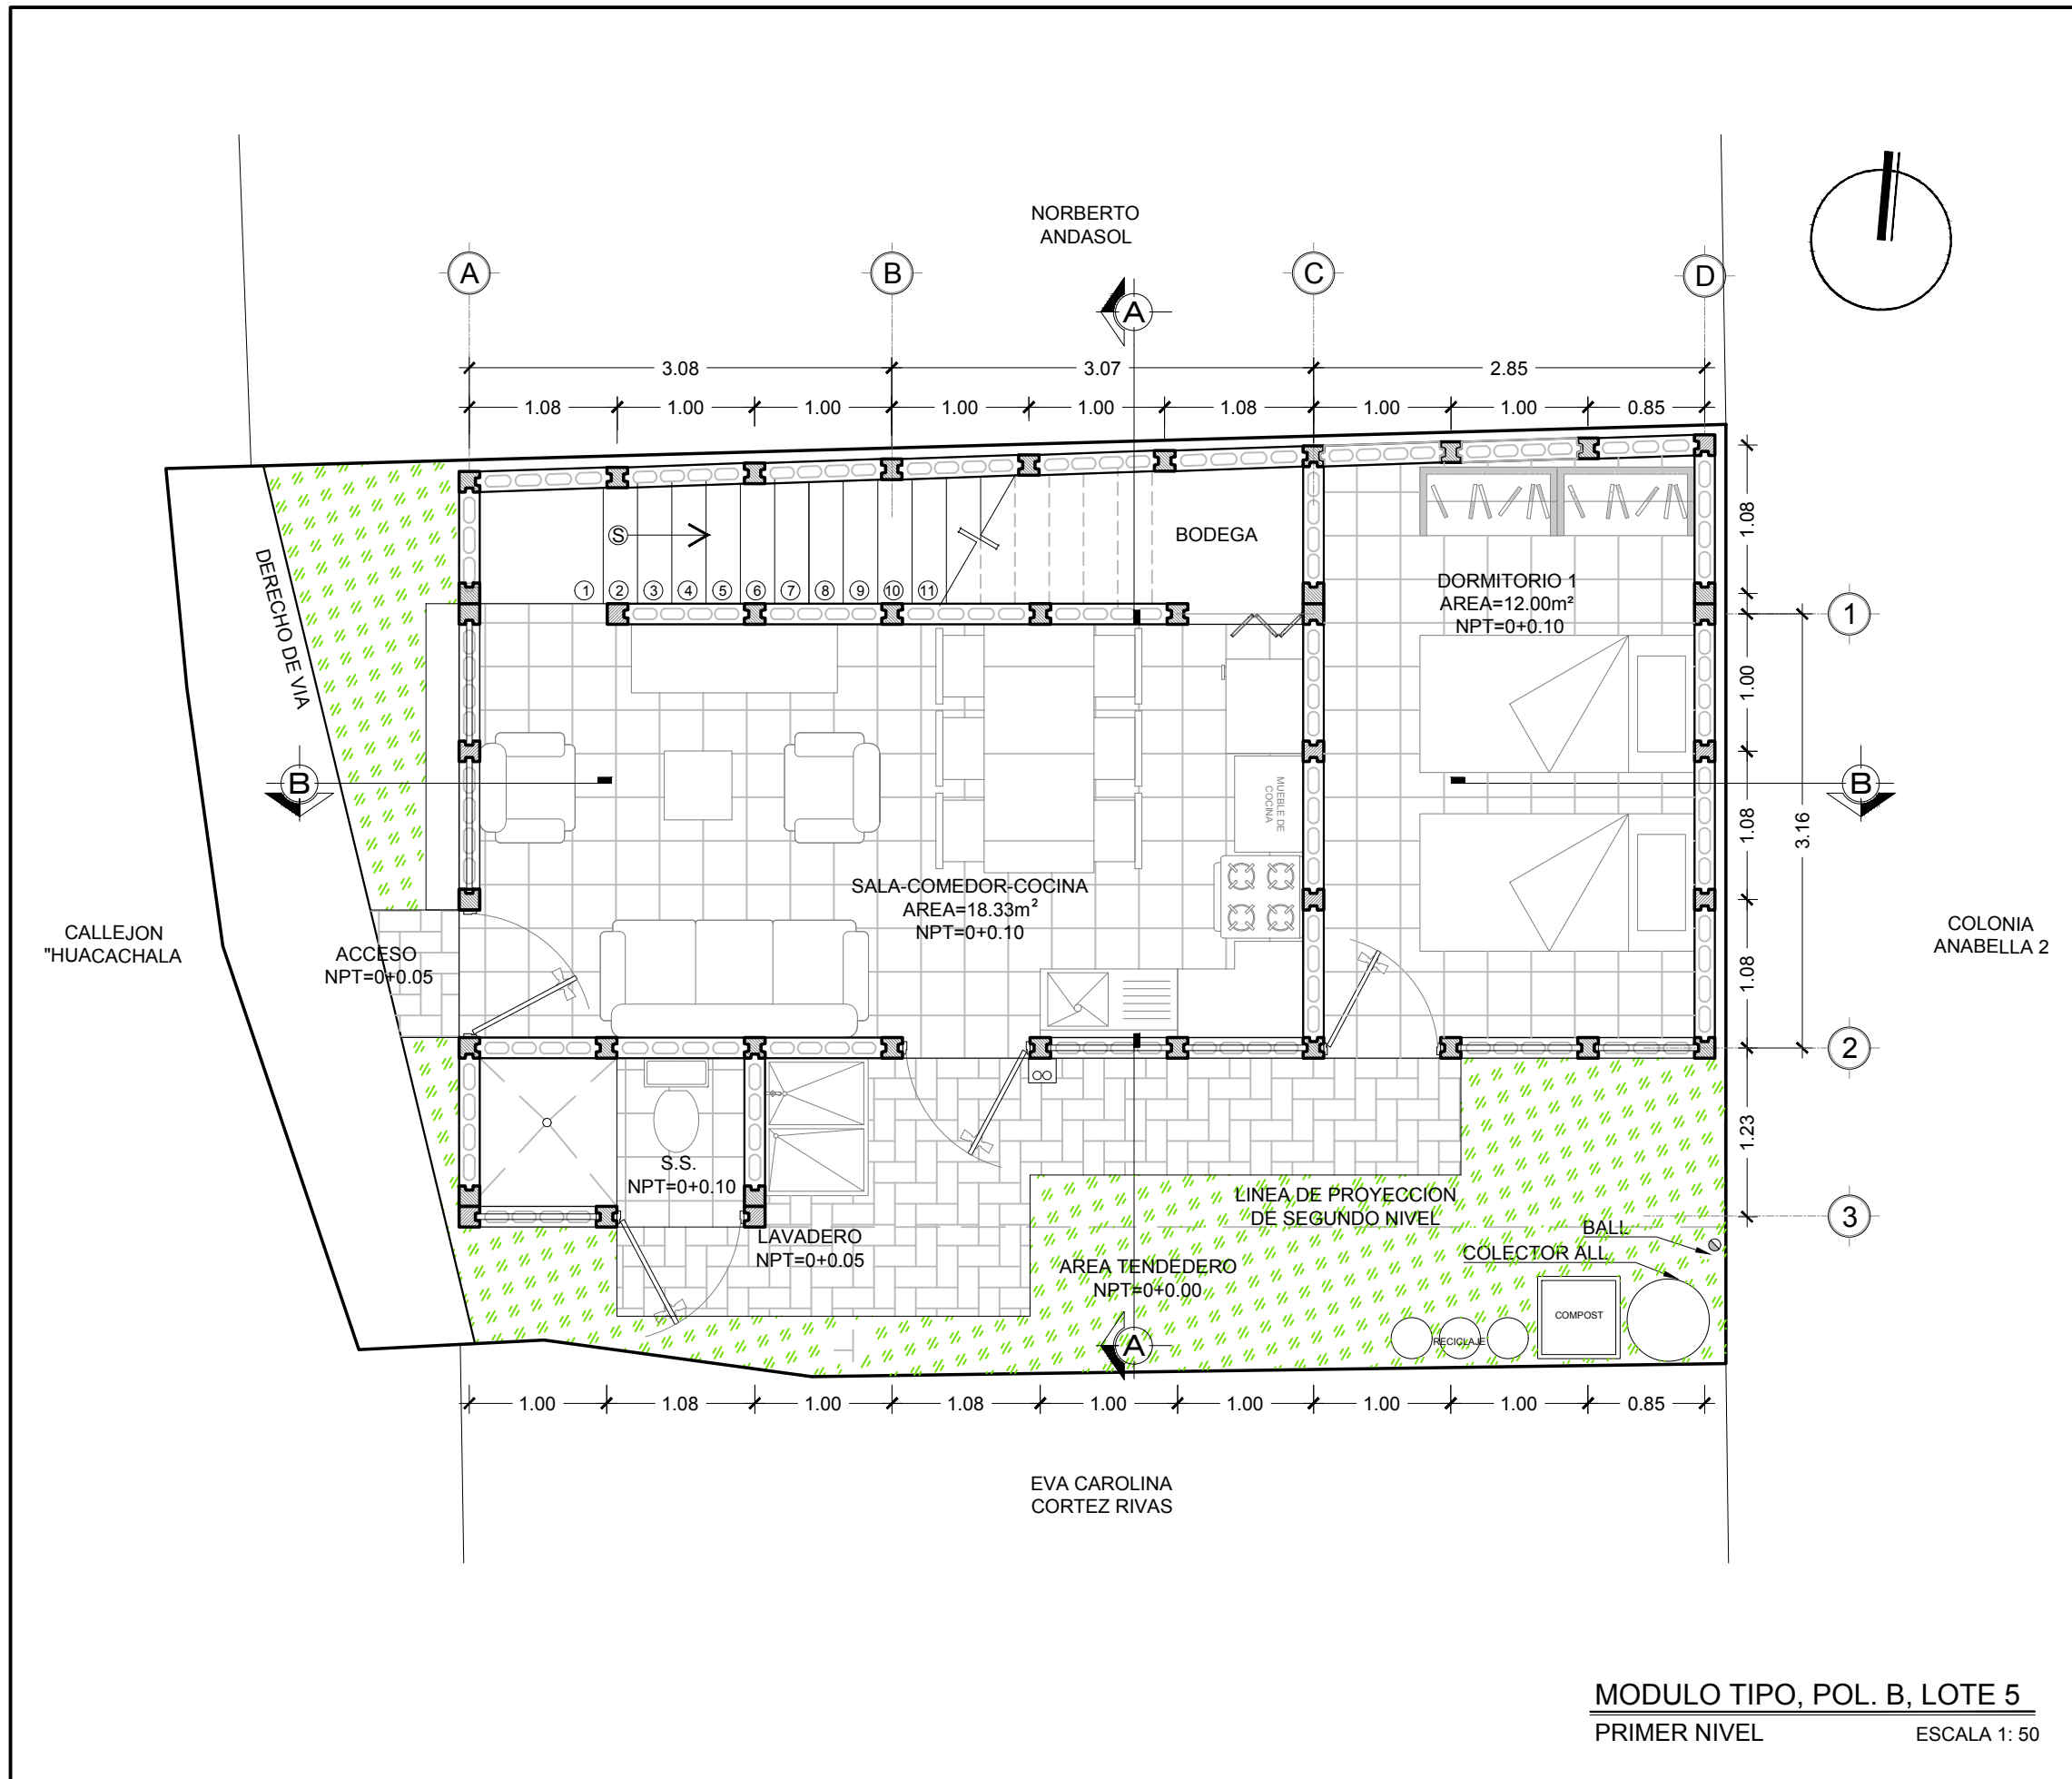 NORBERTO
ANDASOL
A
B
C
D
A
3.08
3.07
2.85
1.08
1.00
1.00
1.00
1.00
1.08
1.00
1.00
0.85
DERECHO DE VIA
S
BODEGA
1
2
3
4
5
6
7
8
9
10
11
DORMITORIO 1
AREA=12.00m²
NPT=0+0.10
1.08
1
1.00
B
B
MUEBLE DE
COCINA
1.08
3.16
SALA-COMEDOR-COCINA
AREA=18.33m²
NPT=0+0.10
CALLEJON
"HUACACHALA
ACCESO
NPT=0+0.05
COLONIA
ANABELLA 2
1.08
2
1.23
S.S.
NPT=0+0.10
LINEA DE PROYECCION
DE SEGUNDO NIVEL
3
LAVADERO
NPT=0+0.05
BALL
COLECTOR ALL
AREA TENDEDERO
NPT=0+0.00
COMPOST
RECICLAJE
A
1.00
1.08
1.00
1.08
1.00
1.00
1.00
1.00
0.85
EVA CAROLINA
CORTEZ RIVAS
MODULO TIPO, POL. B, LOTE 5
PRIMER NIVEL
ESCALA 1: 50